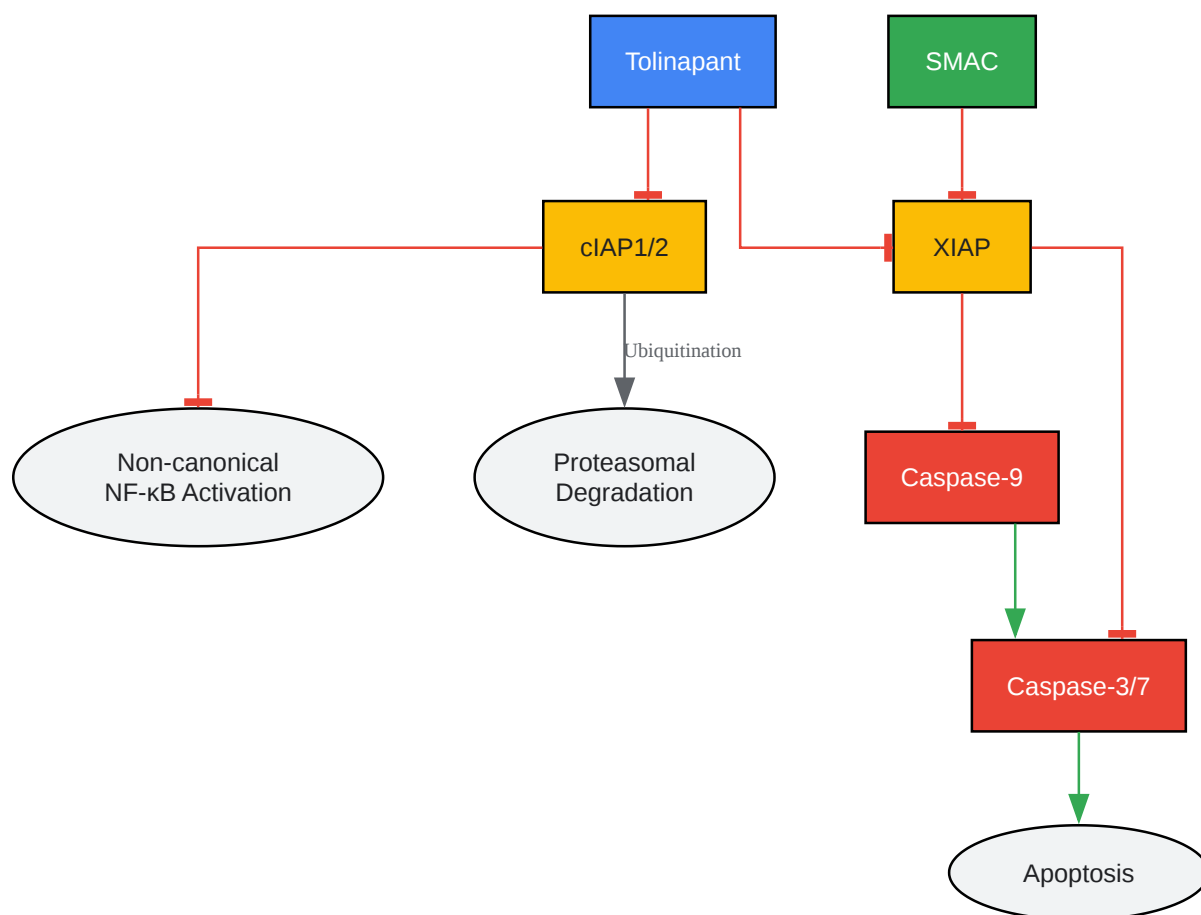 Tolinapant
SMAC
cIAP1/2
XIAP
Ubiquitination
Non-canonical
NF-κB Activation
Proteasomal
Degradation
Caspase-9
Caspase-3/7
Apoptosis